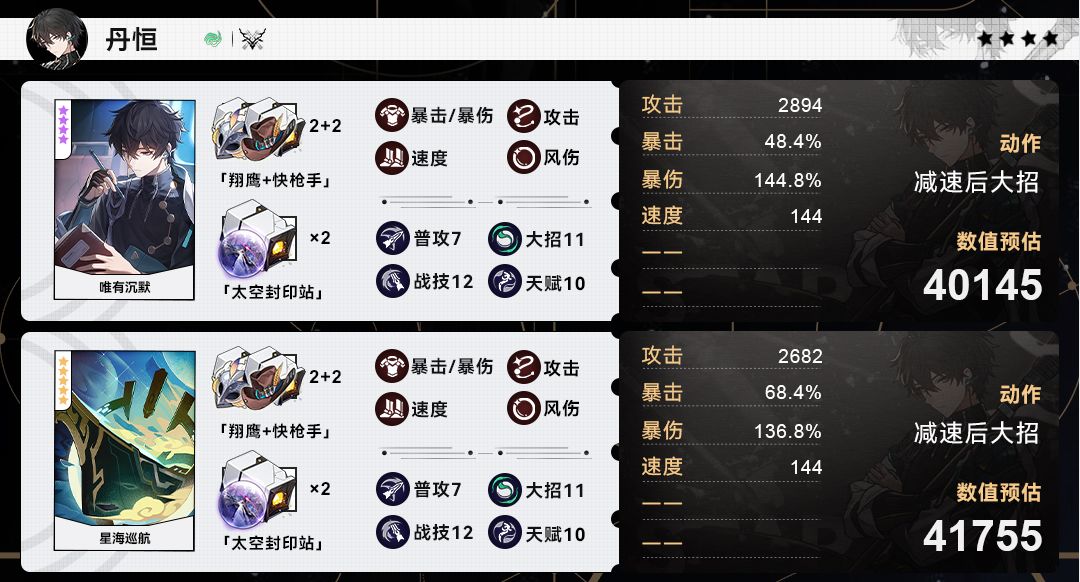 丹恒
暴击/暴伤 攻击
2+2
速度 风伤
「翔鹰+快枪手」
普攻7 大招11
×2
战技12 天赋10
唯有沉默
「太空封印站」
攻击 2894
暴击 48.4%
动作
暴伤 144.8%
减速后大招
速度 144
数值预估
——
40145
——
暴击/暴伤 攻击
2+2
速度 风伤
「翔鹰+快枪手」
普攻7 大招11
×2
战技12 天赋10
星海巡航
「太空封印站」
攻击 2682
暴击 68.4%
动作
暴伤 136.8%
减速后大招
速度 144
数值预估
——
41755
——